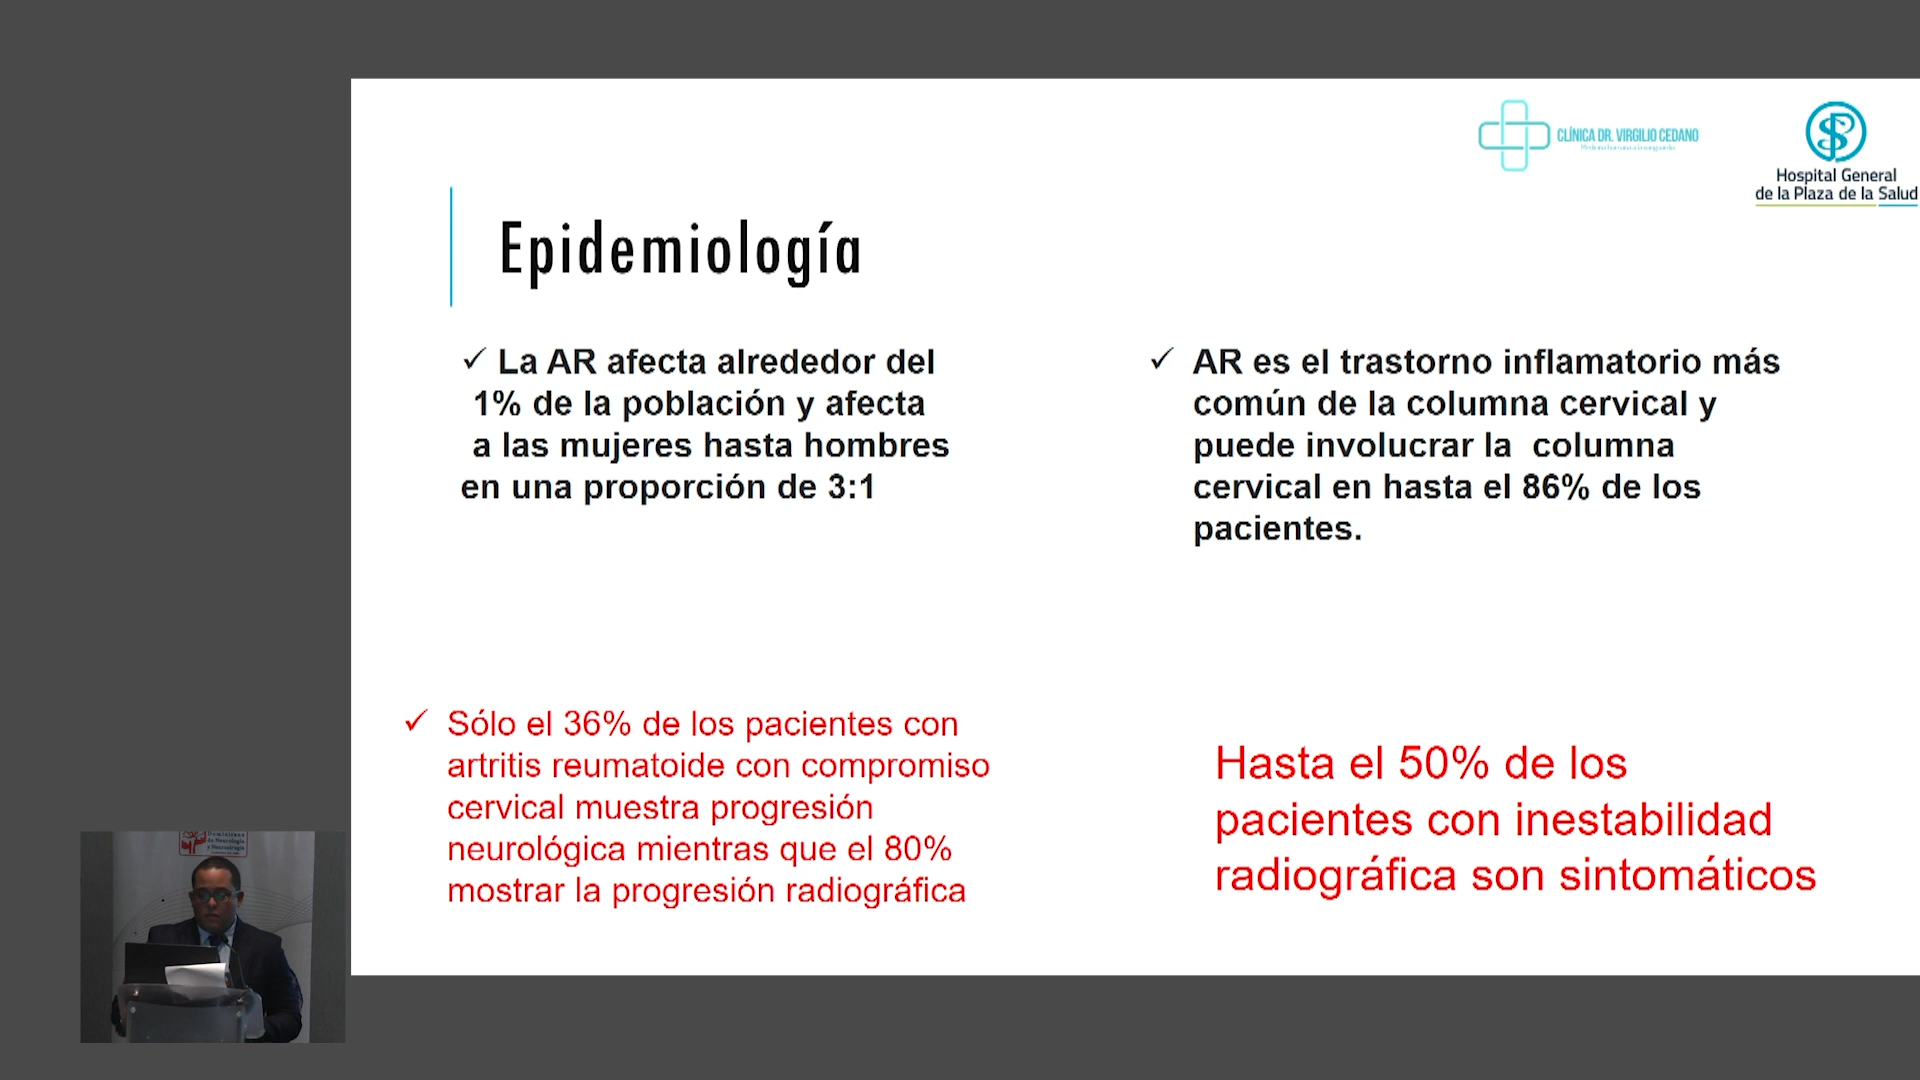 CLÍNICA DR. VIRGILIO CEDANO
Hospital General
de la Plaza de la Salud
Epidemiología
✓ La AR afecta alrededor del
1% de la población y afecta
a las mujeres hasta hombres
en una proporción de 3:1
✓ AR es el trastorno inflamatorio más
común de la columna cervical y
puede involucrar la columna
cervical en hasta el 86% de los
pacientes.
✓ Sólo el 36% de los pacientes con
artritis reumatoide con compromiso
cervical muestra progresión
neurológica mientras que el 80%
mostrar la progresión radiográfica
Hasta el 50% de los
pacientes con inestabilidad
radiográfica son sintomáticos
Dominicana
de Neurología
y Neurocirugía